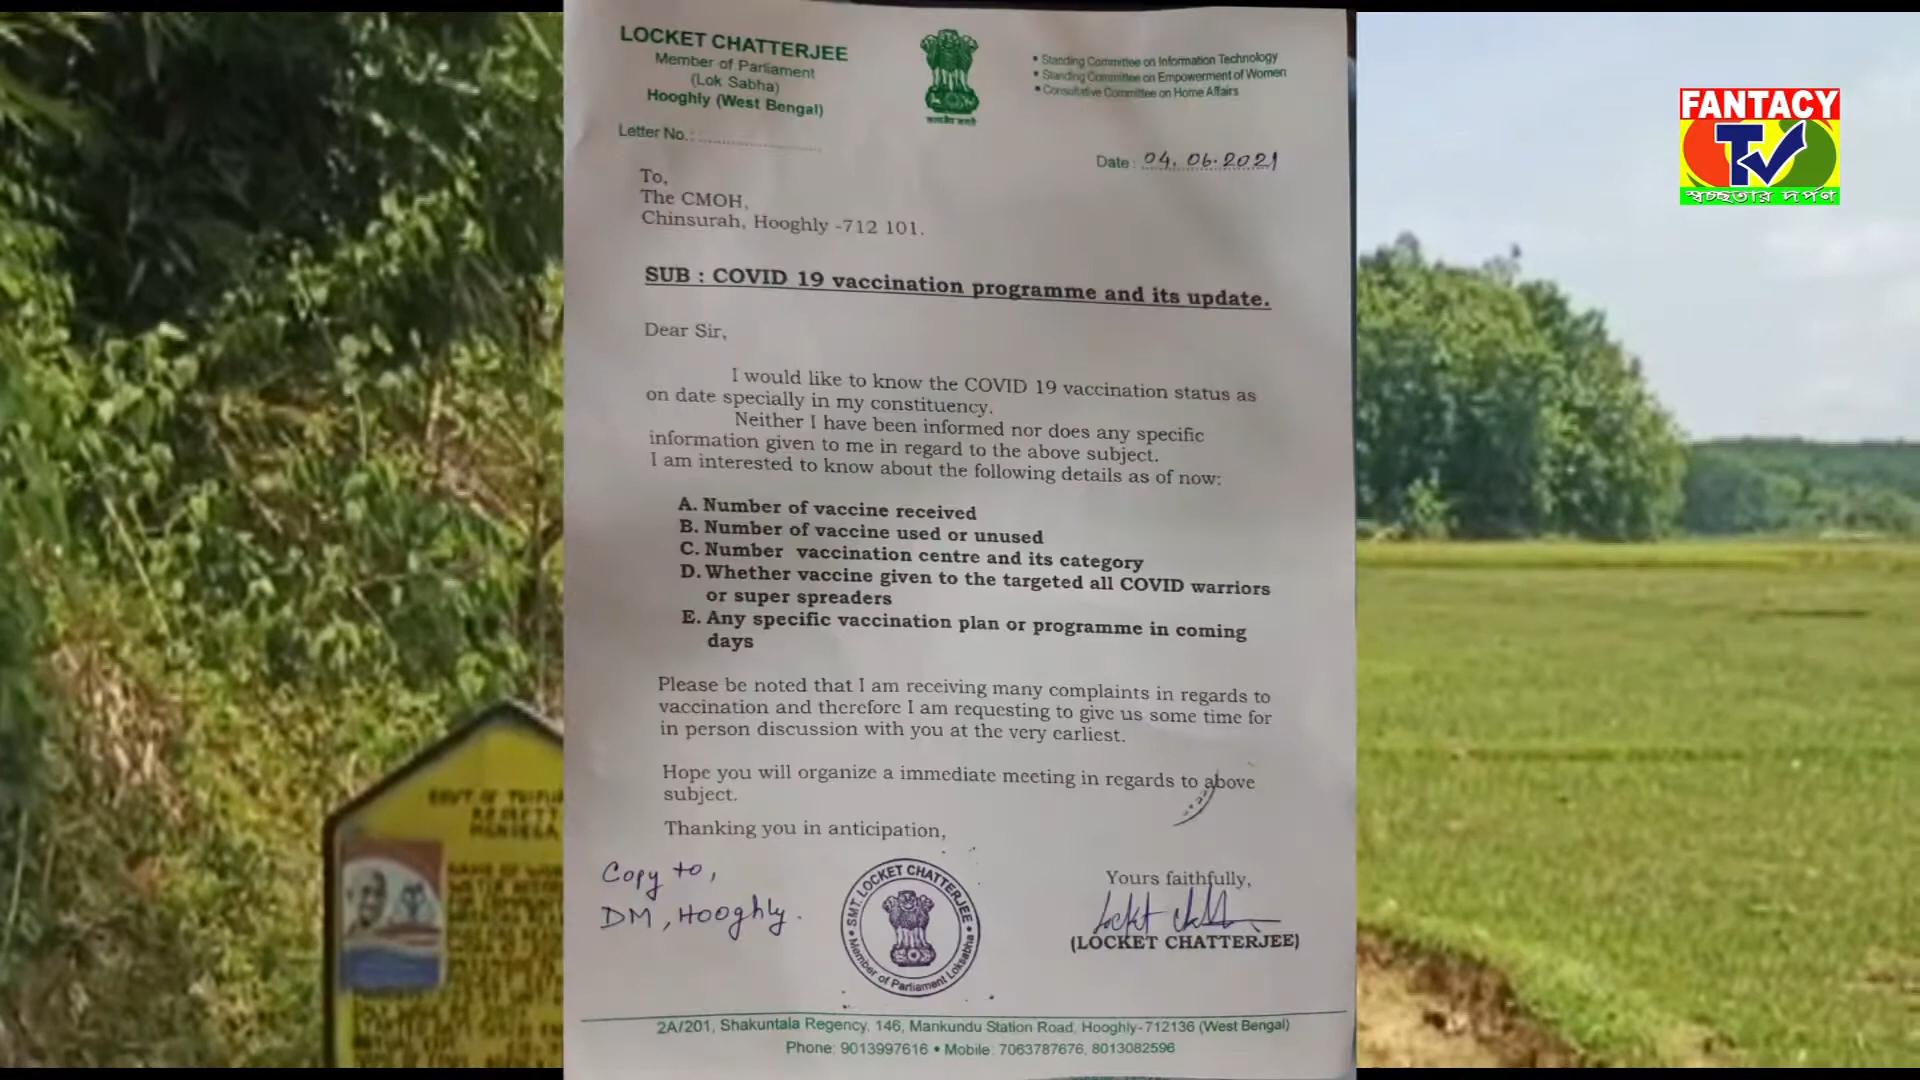 LOCKET CHATTERJEE
Member of Parliament
(Lok Sabha)
Hooghly (West Bengal)
Letter No.:
सत्यमेव जयते
• Standing Committee on Information Technology
• Standing Committee on Empowerment of Women
• Consultative Committee on Home Affairs
Date : 04.06.2021
FANTACY
TV
স্বচ্ছতার দর্পণ
To,
The CMOH,
Chinsurah, Hooghly -712 101.
SUB : COVID 19 vaccination programme and its update.
Dear Sir,
I would like to know the COVID 19 vaccination status as
on date specially in my constituency.
Neither I have been informed nor does any specific
information given to me in regard to the above subject.
I am interested to know about the following details as of now:
A. Number of vaccine received
B. Number of vaccine used or unused
C. Number vaccination centre and its category
D. Whether vaccine given to the targeted all COVID warriors
or super spreaders
E. Any specific vaccination plan or programme in coming
days
Please be noted that I am receiving many complaints in regards to
vaccination and therefore I am requesting to give us some time for
in person discussion with you at the very earliest.
Hope you will organize a immediate meeting in regards to above
subject.
Thanking you in anticipation,
Copy to,
DM, Hooghly.
SMT. LOCKET CHATTERJEE
Member of Parliament Loksabha
Yours faithfully,
Locket Chatterjee
(LOCKET CHATTERJEE)
2A/201, Shakuntala Regency, 146, Mankundu Station Road, Hooghly-712136 (West Bengal)
Phone: 9013997616 • Mobile: 7063787676, 8013082596
GOVT. OF
NAME OF